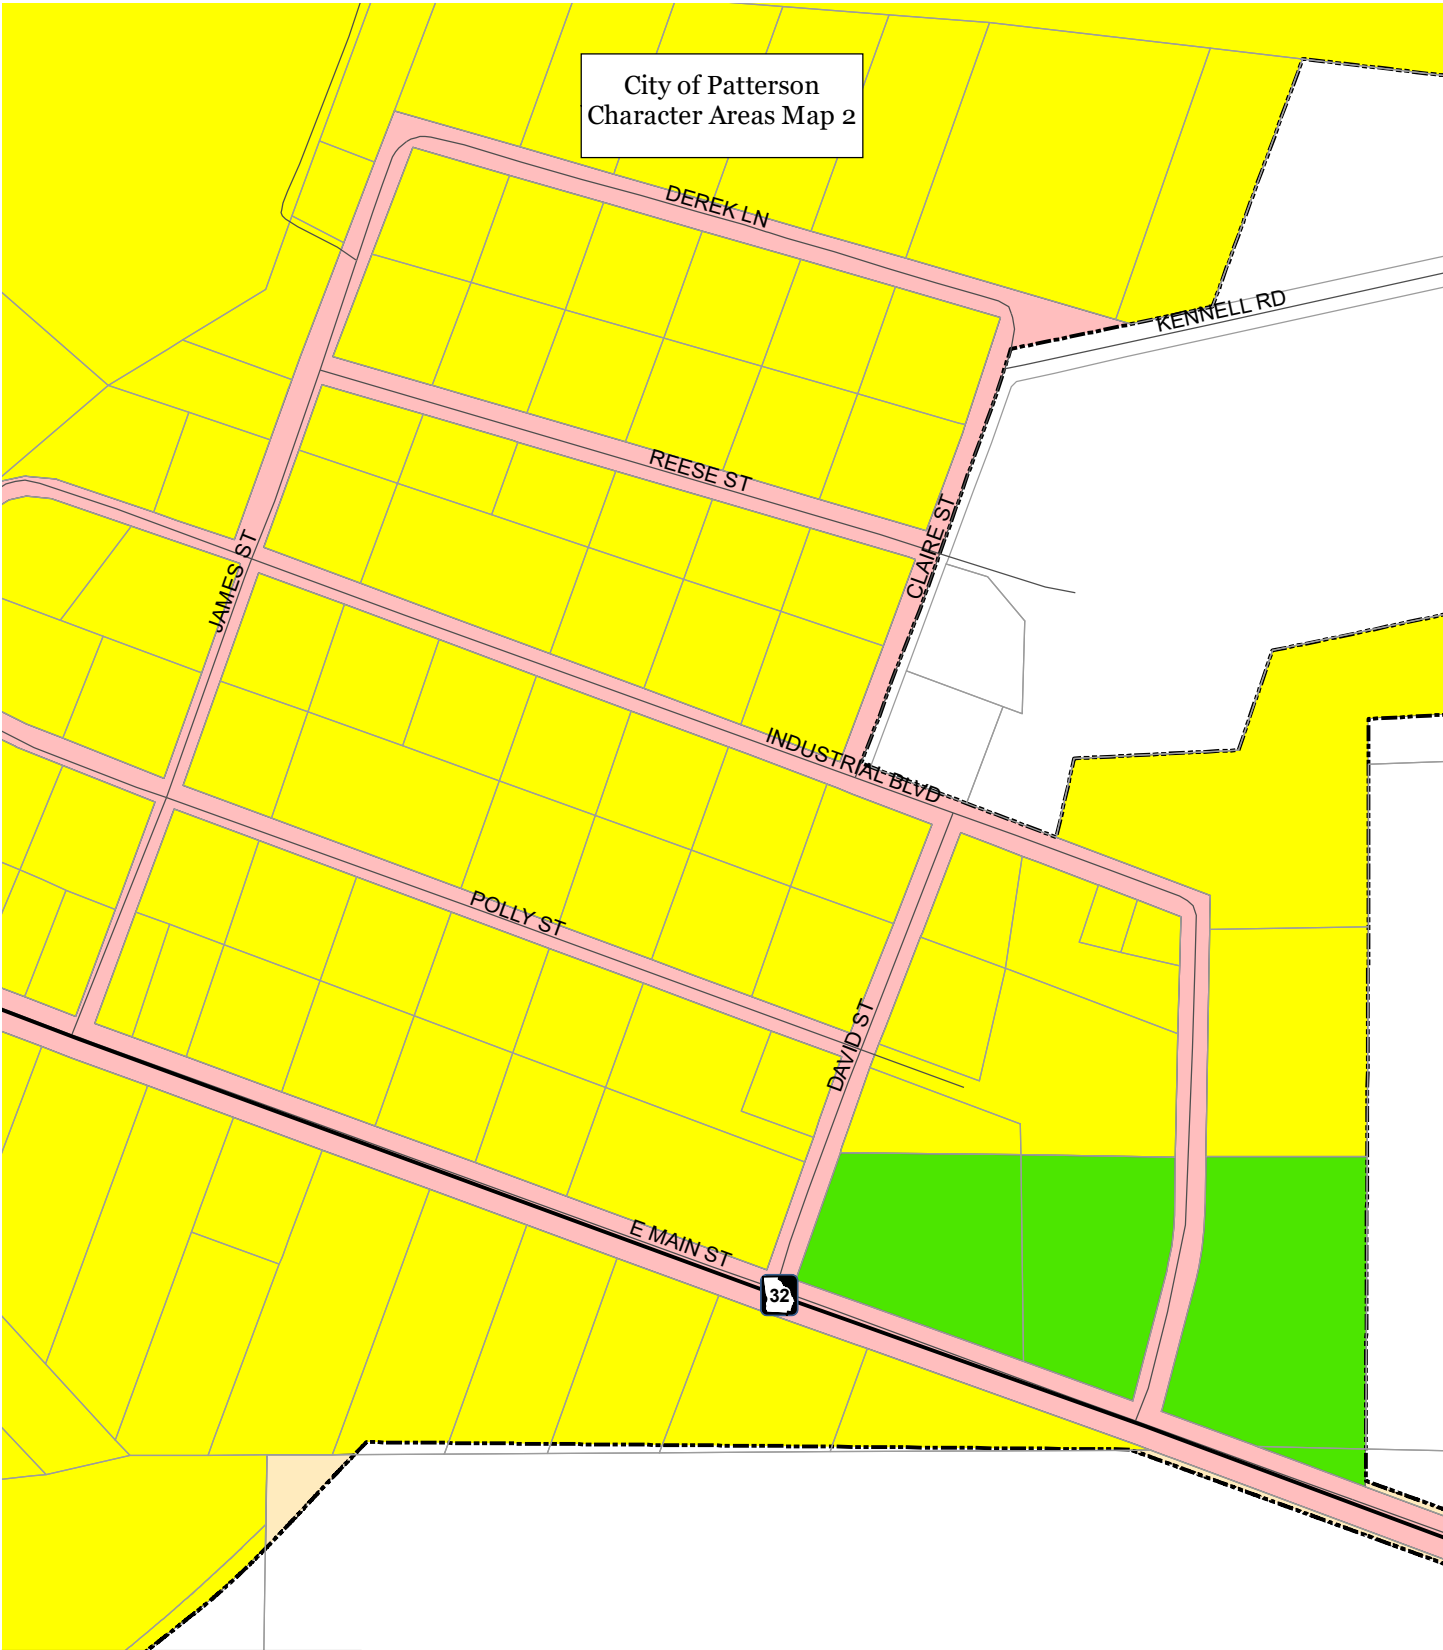 City of Patterson
Character Areas Map 2
DEREK LN
KENNELL RD
REESE ST
CLAIRE ST
JAMES ST
INDUSTRIAL BLVD
POLLY ST
DAVID ST
E MAIN ST
32